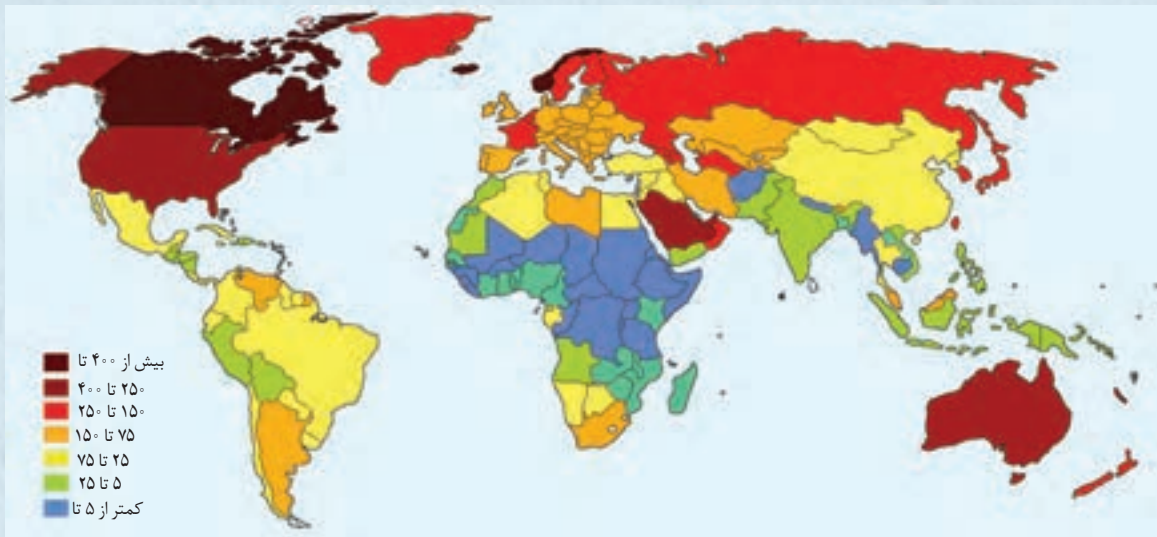 بیش از ۴۰۰ تا
۲۵۰ تا ۴۰۰
۱۵۰ تا ۲۵۰
۷۵ تا ۱۵۰
۲۵ تا ۷۵
۵ تا ۲۵
کمتر از ۵ تا